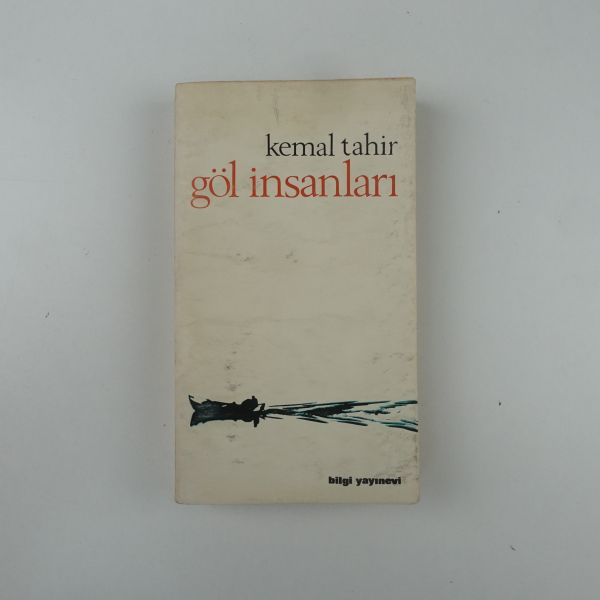 kemal tahir
göl insanları
bilgi yayınevi